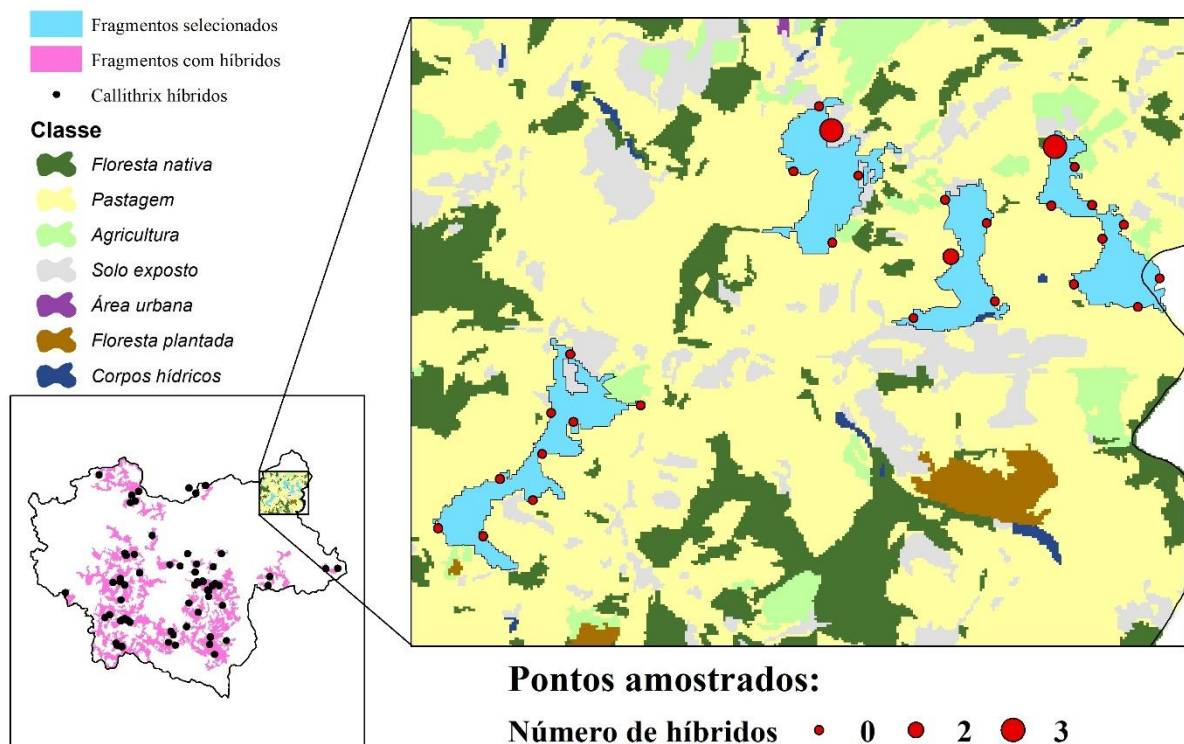 Fragmentos selecionados
Fragmentos com híbridos
Callithrix híbridos
Classe
Floresta nativa
Pastagem
Agricultura
Solo exposto
Área urbana
Floresta plantada
Corpos hídricos
Pontos amostrados:
Número de híbridos 0 2 3